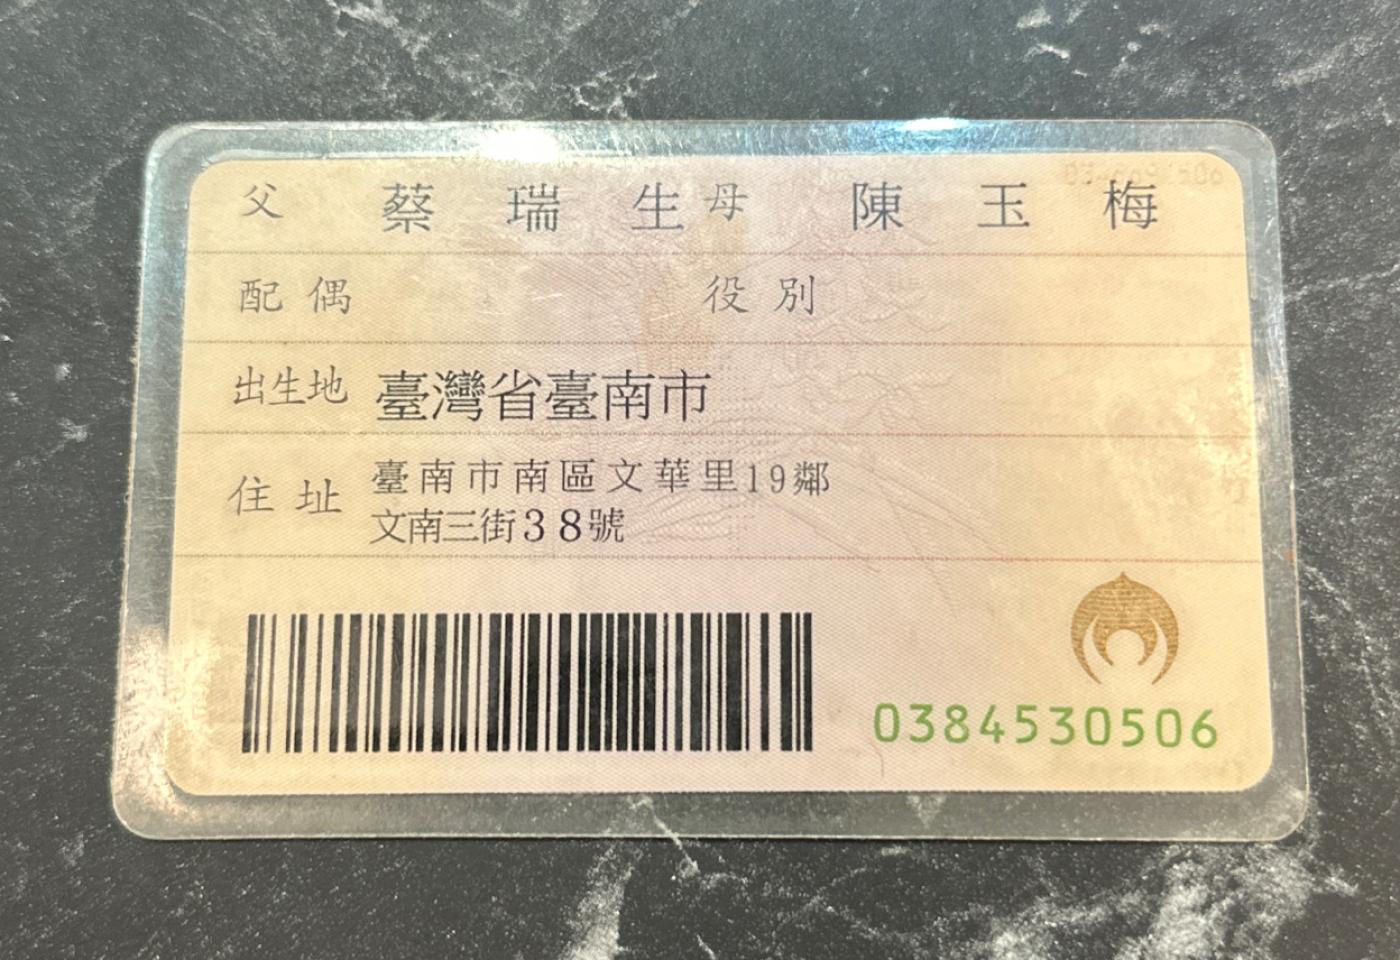 父 蔡瑞生 母 陳玉梅
配偶 役別
出生地 臺灣省臺南市
住址 臺南市南區文華里19鄰
文南三街38號
0384530506